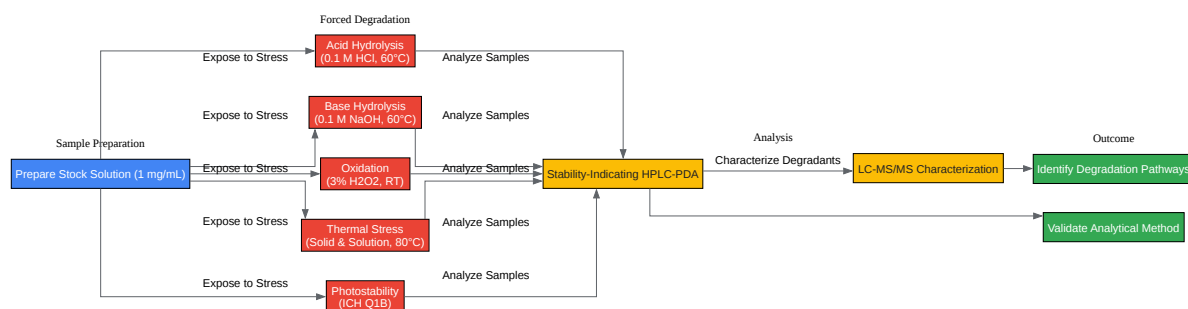 Forced Degradation
Acid Hydrolysis
(0.1 M HCl, 60°C)
Expose to Stress
Analyze Samples
Base Hydrolysis
(0.1 M NaOH, 60°C)
Expose to Stress
Analyze Samples
Sample Preparation
Prepare Stock Solution (1 mg/mL)
Expose to Stress
Oxidation
(3% H2O2, RT)
Analyze Samples
Stability-Indicating HPLC-PDA
Analysis
Characterize Degradants
LC-MS/MS Characterization
Outcome
Identify Degradation Pathways
Expose to Stress
Thermal Stress
(Solid & Solution, 80°C)
Analyze Samples
Validate Analytical Method
Expose to Stress
Photostability
(ICH Q1B)
Analyze Samples